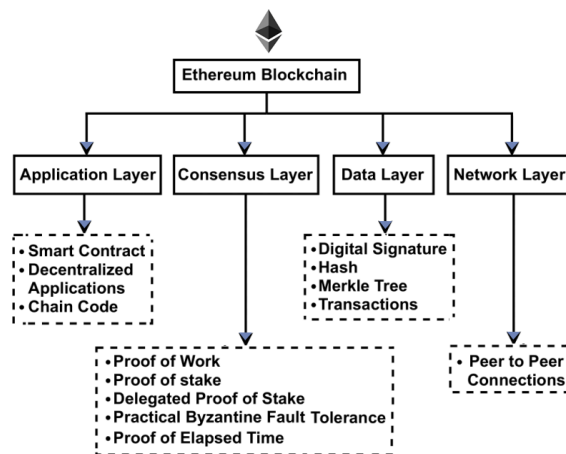 Ethereum Blockchain
Application Layer
Consensus Layer
Data Layer
Network Layer
•Smart Contract
•Decentralized
Applications
•Chain Code
•Digital Signature
•Hash
•Merkle Tree
•Transactions
•Proof of Work
•Proof of stake
•Delegated Proof of Stake
•Practical Byzantine Fault Tolerance
•Proof of Elapsed Time
• Peer to Peer
Connections